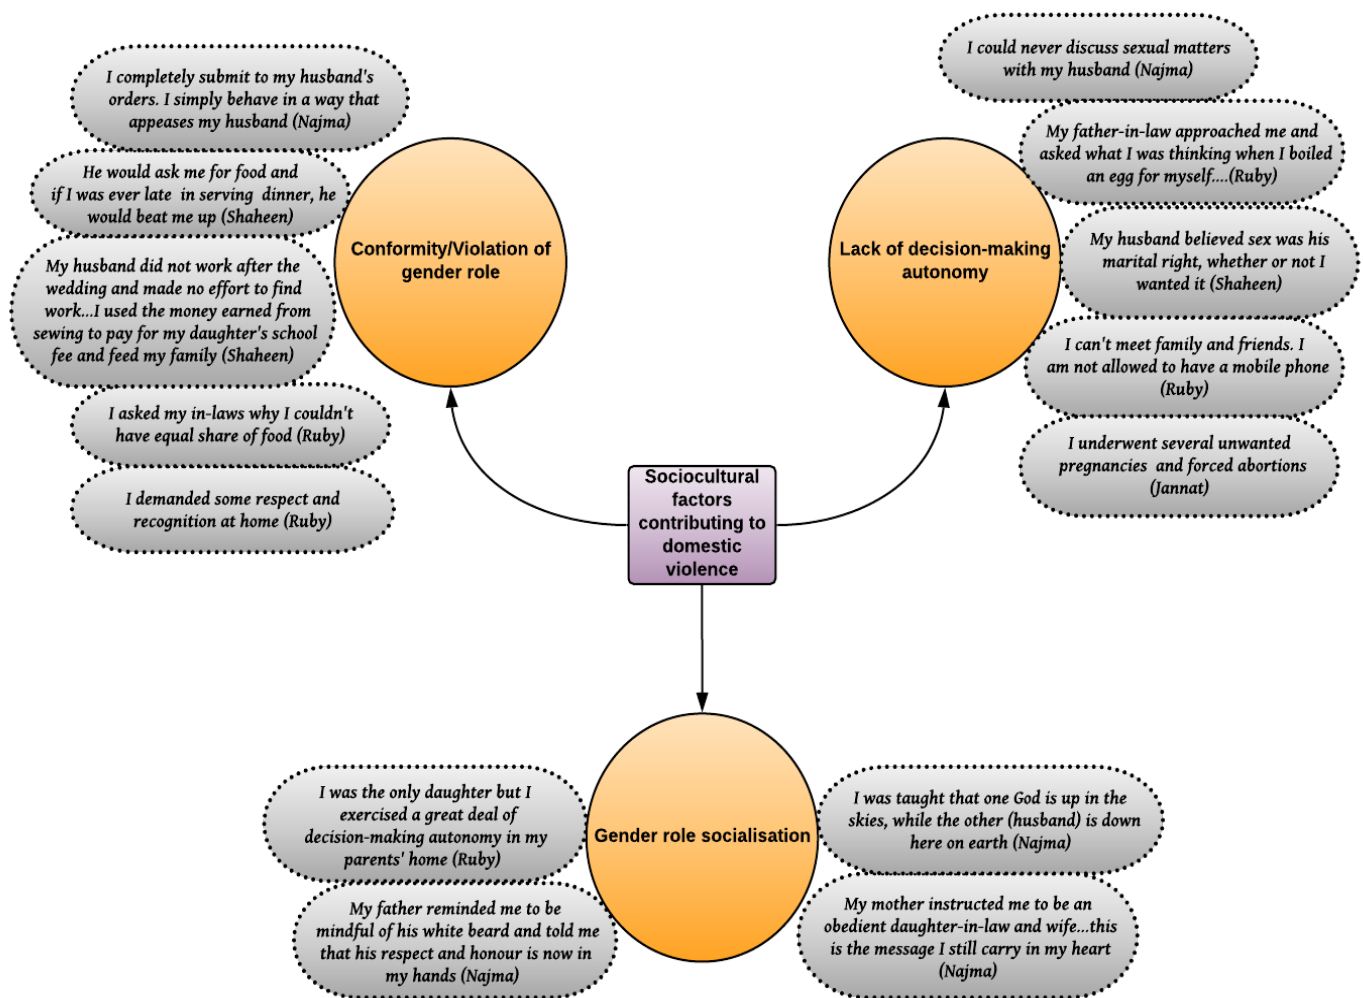 I completely submit to my husband's
orders. I simply behave in a way that
appeases my husband (Najma)
He would ask me for food and
if I was ever late in serving dinner, he
would beat me up (Shaheen)
My husband did not work after the
wedding and made no effort to find
work...I used the money earned from
sewing to pay for my daughter's school
fee and feed my family (Shaheen)
I asked my in-laws why I couldn't
have equal share of food (Ruby)
I demanded some respect and
recognition at home (Ruby)
Conformity/Violation of
gender role
I could never discuss sexual matters
with my husband (Najma)
My father-in-law approached me and
asked what I was thinking when I boiled
an egg for myself....(Ruby)
My husband believed sex was his
marital right, whether or not I
wanted it (Shaheen)
I can't meet family and friends. I
am not allowed to have a mobile phone
(Ruby)
I underwent several unwanted
pregnancies and forced abortions
(Jannat)
Lack of decision-making
autonomy
Sociocultural
factors
contributing to
domestic
violence
I was the only daughter but I
exercised a great deal of
decision-making autonomy in my
parents' home (Ruby)
My father reminded me to be
mindful of his white beard and told me
that his respect and honour is now in
my hands (Najma)
Gender role socialisation
I was taught that one God is up in the
skies, while the other (husband) is down
here on earth (Najma)
My mother instructed me to be an
obedient daughter-in-law and wife...this
is the message I still carry in my heart
(Najma)